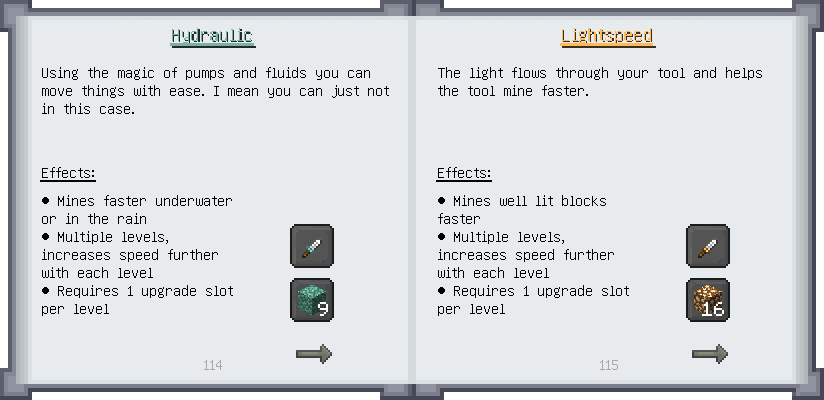 Hydraulic
Using the magic of pumps and fluids you can
move things with ease. I mean you can just not
in this case.
Effects:
● Mines faster underwater
or in the rain
● Multiple levels,
increases speed further
with each level
● Requires 1 upgrade slot
per level
9
114
Lightspeed
The light flows through your tool and helps
the tool mine faster.
Effects:
● Mines well lit blocks
faster
● Multiple levels,
increases speed further
with each level
● Requires 1 upgrade slot
per level
16
115